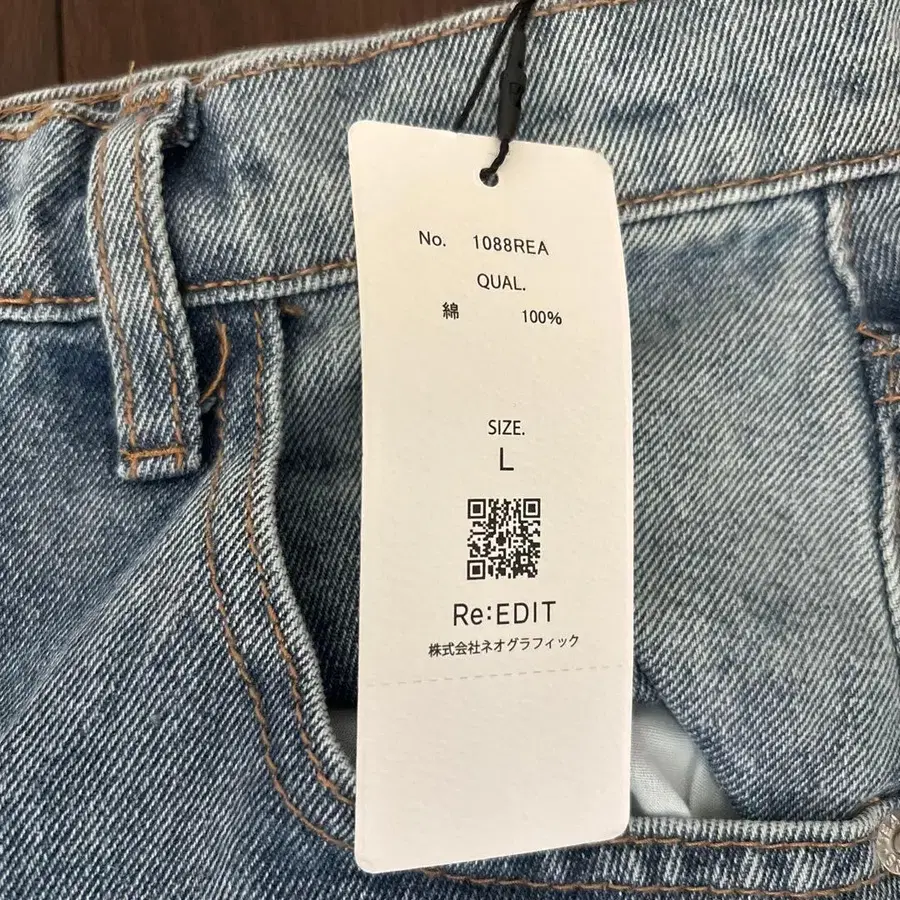 No. 1088REA
QUAL.
綿 100%
SIZE.
L
Re:EDIT
株式会社ネオグラフィック